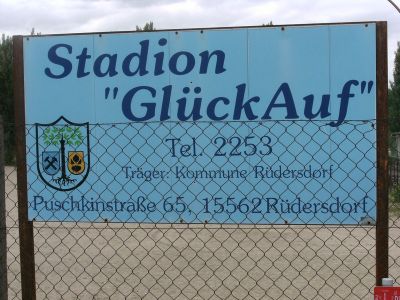 Stadion
"GlückAuf"
Tel. 2253
Träger: Kommune Rüdersdorf
Puschkinstraße 65, 15562 Rüdersdorf